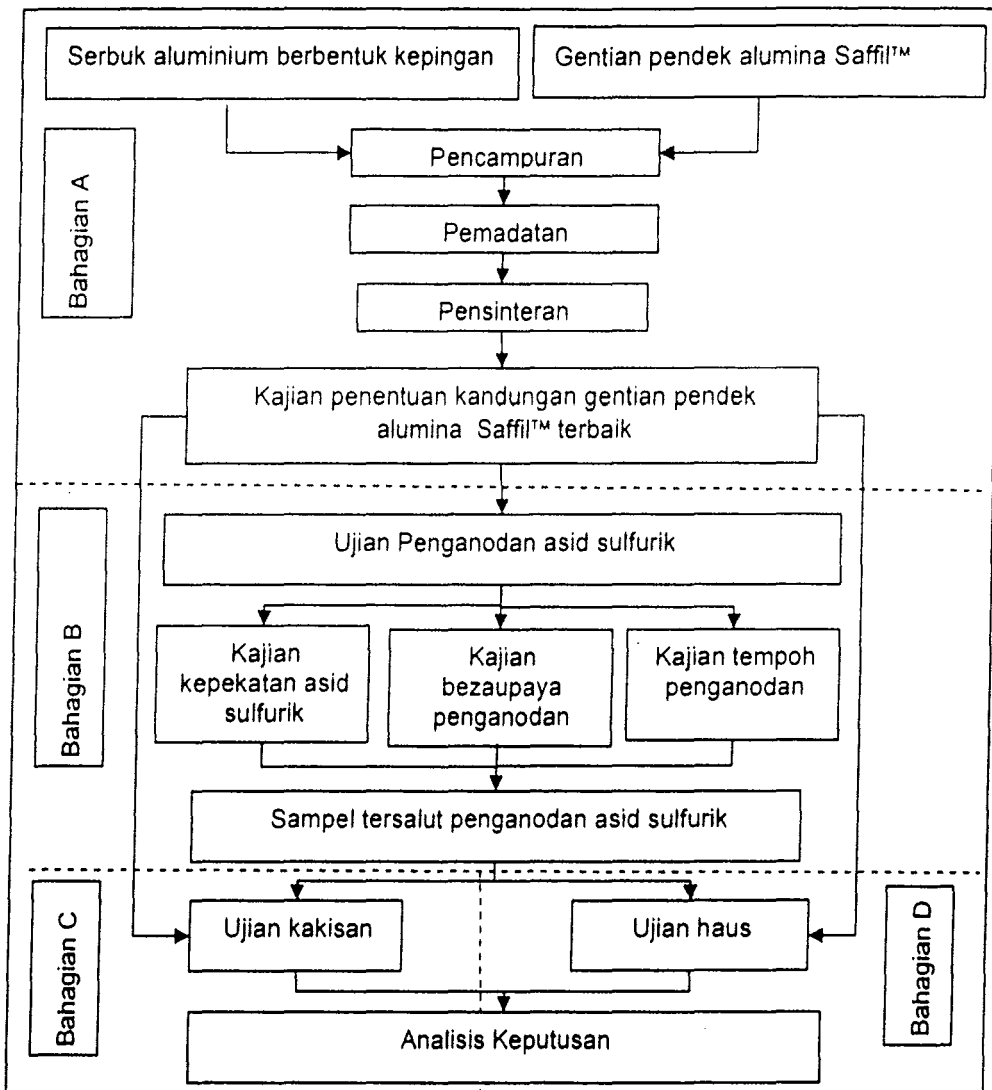 Serbuk aluminium berbentuk kepingan
Gentian pendek alumina Saffil™
Bahagian A
Pencampuran
Pemadatan
Pensinteran
Kajian penentuan kandungan gentian pendek
alumina Saffil™ terbaik
Bahagian B
Ujian Penganodan asid sulfurik
Kajian
kepekatan asid
sulfurik
Kajian
bezaupaya
penganodan
Kajian tempoh
penganodan
Sampel tersalut penganodan asid sulfurik
Bahagian C
Ujian kakisan
Ujian haus
Bahagian D
Analisis Keputusan